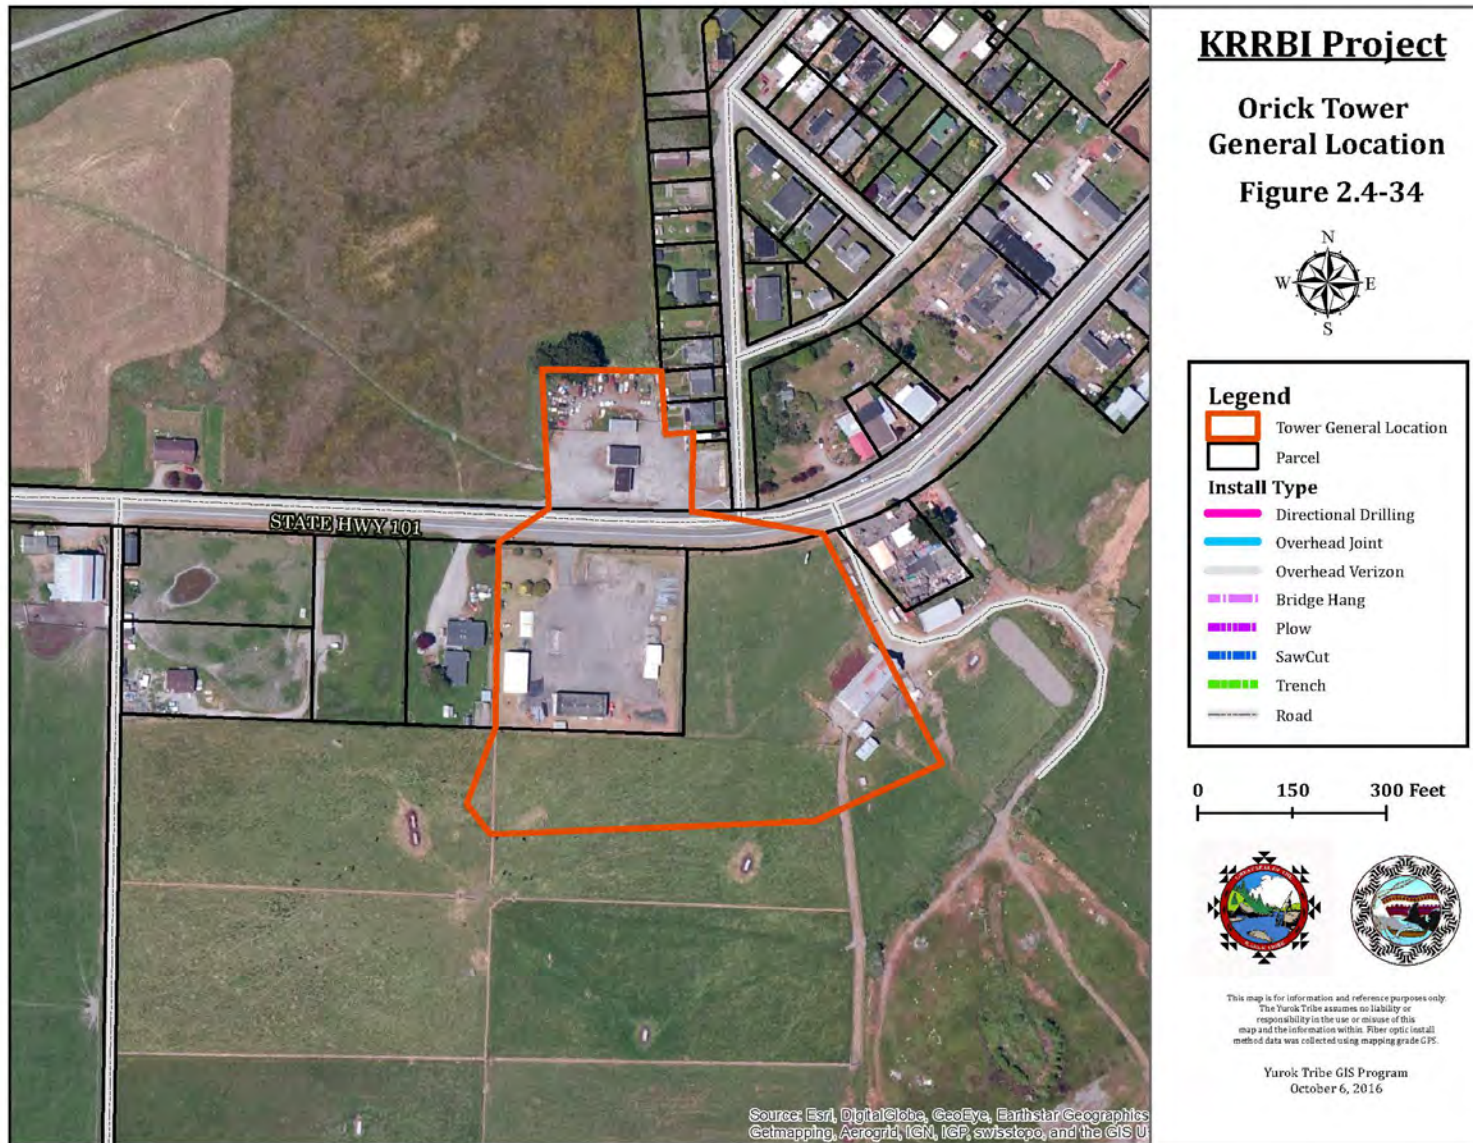 KRRBI Project
Orick Tower
General Location
Figure 2.4-34
N
W E
S
Legend
Tower General Location
Parcel
Install Type
Directional Drilling
Overhead Joint
Overhead Verizon
Bridge Hang
Plow
SawCut
Trench
Road
0 150 300 Feet
This map is for information and reference purposes only.
The Yurok Tribe assumes no liability or
responsibility in the use or misuse of this
map and the information within. Fiber optic install
method data was collected using mapping grade GPS.
Yurok Tribe GIS Program
October 6, 2016
STATE HWY 101
Source: Esri, DigitalGlobe, GeoEye, Earthstar Geographics
Getmapping, Aerogrid, IGN, IGP, swisstopo, and the GIS U